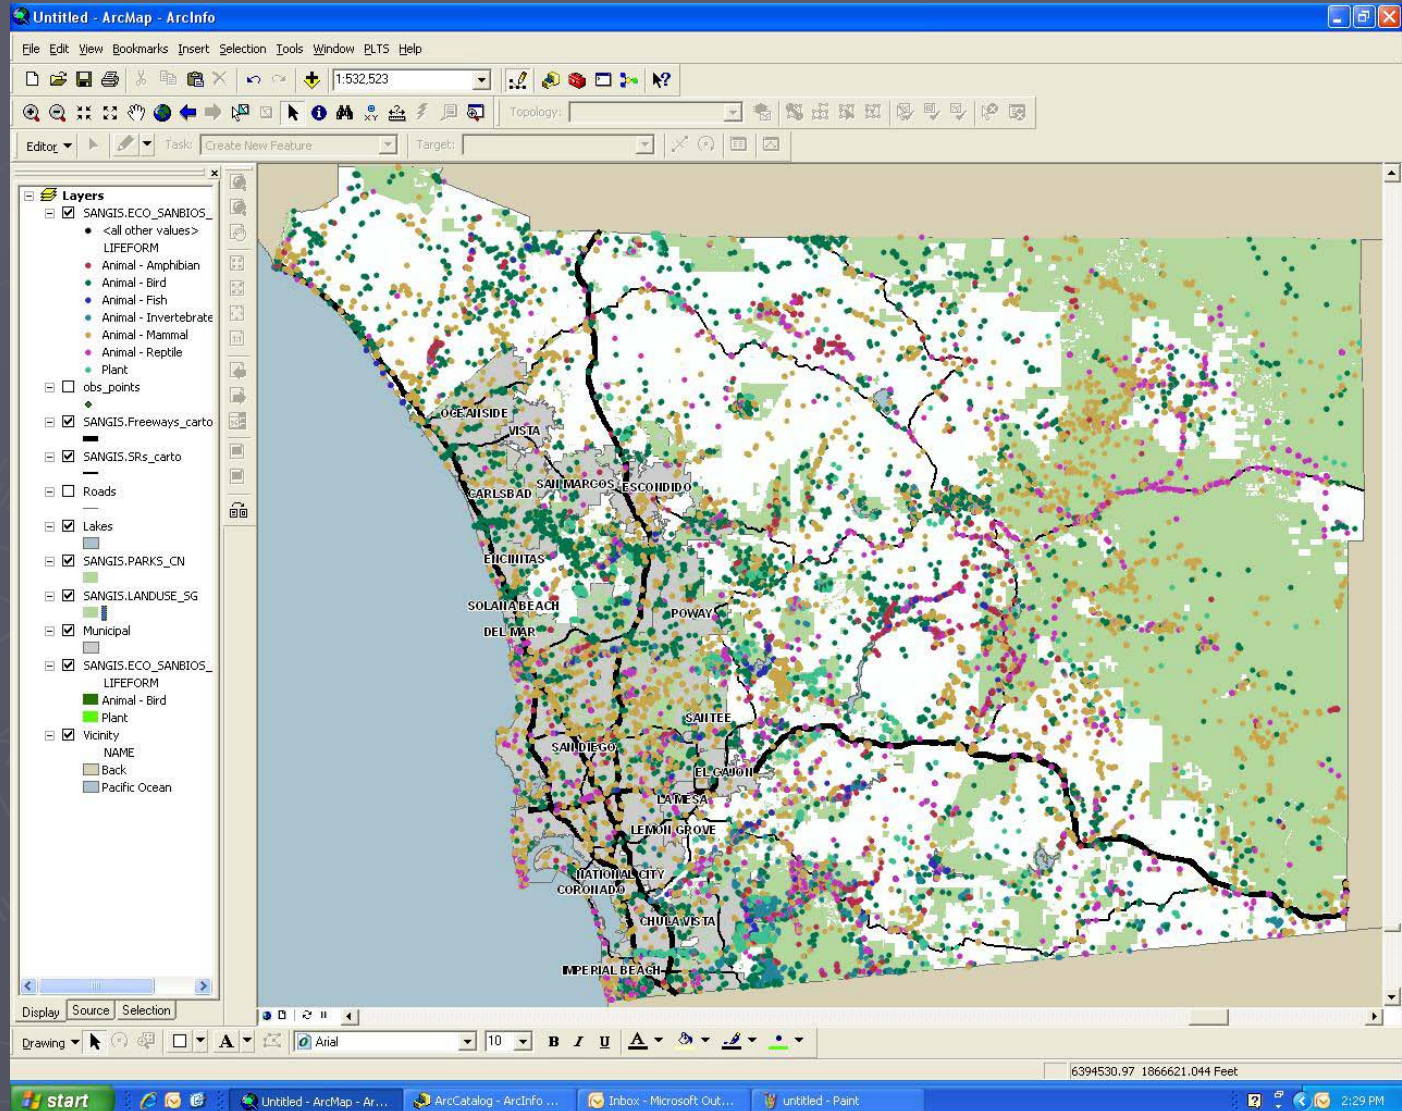 Untitled - ArcMap - ArcInfo
File Edit View Bookmarks Insert Selection Tools Window PLTS Help
1:532,523
Topology:
Editor Task: Create New Feature Target:
Layers
SANGIS.ECO_SANBIOS_
<all other values>
LIFEFORM
Animal - Amphibian
Animal - Bird
Animal - Fish
Animal - Invertebrate
Animal - Mammal
Animal - Reptile
Plant
obs_points
SANGIS.Freeways_carto
SANGIS.SRs_carto
Roads
Lakes
SANGIS.PARKS_CN
SANGIS.LANDUSE_SG
Municipal
SANGIS.ECO_SANBIOS_
LIFEFORM
Animal - Bird
Plant
Vicinity
NAME
Back
Pacific Ocean
OCEANSIDE
VISTA
SAN MARCOS
ESCONDIDO
CARLSBAD
ENCINITAS
SOLANA BEACH
POWAY
DEL MAR
SANTEE
SAN DIEGO
EL CAJON
LA MESA
LEMON GROVE
NATIONAL CITY
CORONADO
CHULA VISTA
IMPERIAL BEACH
Display Source Selection
Drawing A Arial 10 B I U A
6394530.97 1866621.044 Feet
start Untitled - ArcMap - Ar... ArcCatalog - ArcInfo ... Inbox - Microsoft Out... untitled - Paint 2:29 PM